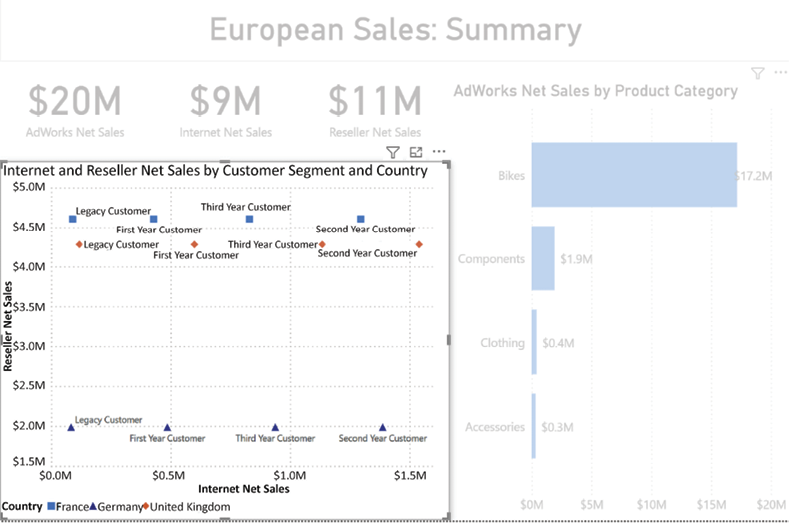 European Sales: Summary
$20M
AdWorks Net Sales
$9M
Internet Net Sales
$11M
Reseller Net Sales
Internet and Reseller Net Sales by Customer Segment and Country
$5.0M
$4.5M
$4.0M
$3.5M
$3.0M
$2.5M
$2.0M
$1.5M
Reseller Net Sales
Legacy Customer
Third Year Customer
First Year Customer
Second Year Customer
Legacy Customer
Third Year Customer
First Year Customer
Second Year Customer
Legacy Customer
First Year Customer
Third Year Customer
Second Year Customer
$0.0M
$0.5M
$1.0M
$1.5M
Internet Net Sales
Country France Germany United Kingdom
AdWorks Net Sales by Product Category
Bikes
$17.2M
Components
$1.9M
Clothing
$0.4M
Accessories
$0.3M
$0M
$5M
$10M
$15M
$20M